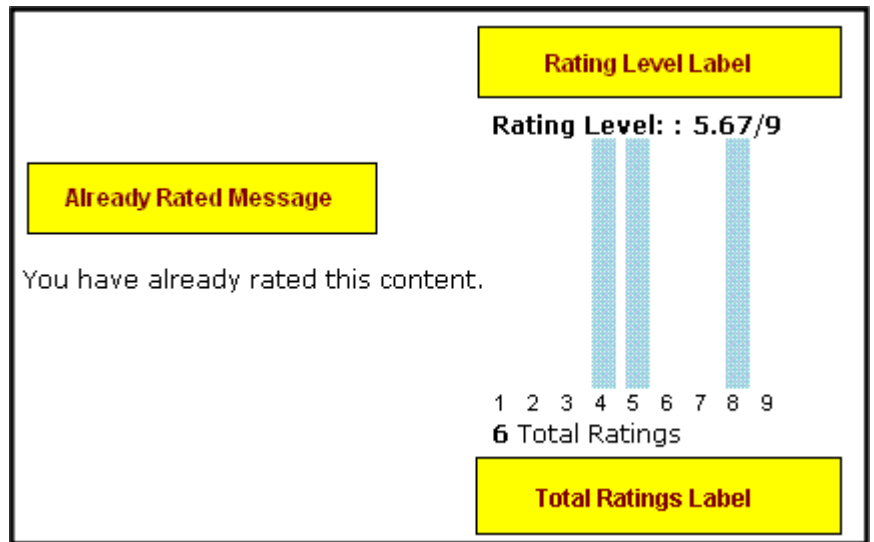 Rating Level Label
Rating Level: : 5.67/9
Already Rated Message
You have already rated this content.
1 2 3 4 5 6 7 8 9
6 Total Ratings
Total Ratings Label